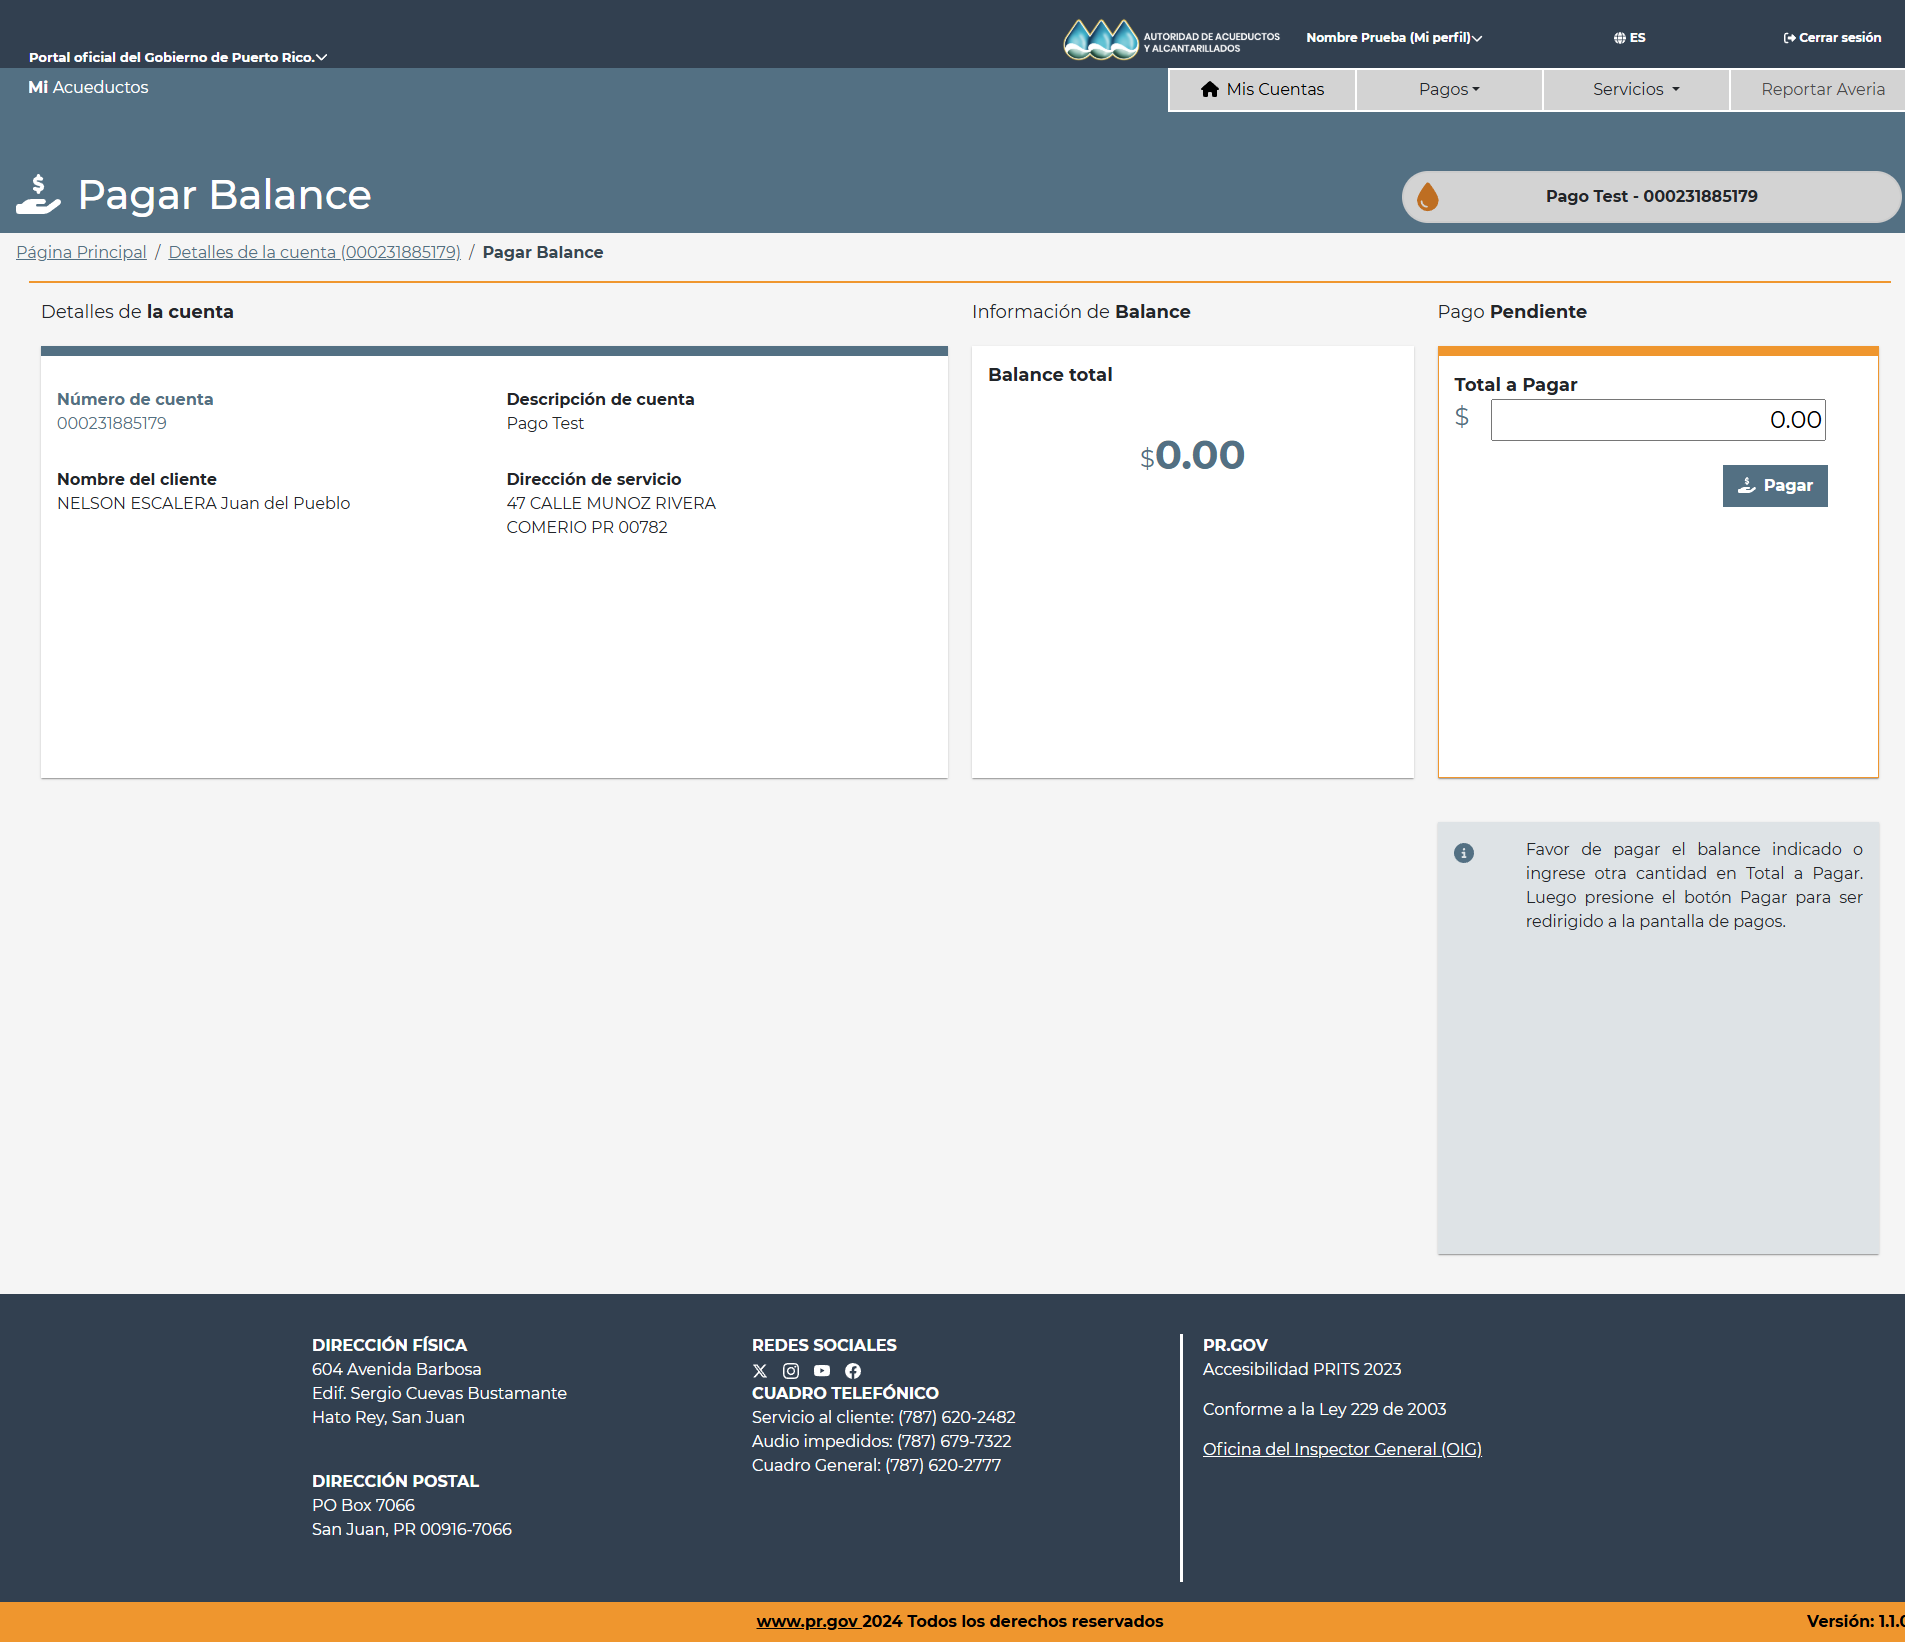 Portal oficial del Gobierno de Puerto Rico.
AUTORIDAD DE ACUEDUCTOS
Y ALCANTARILLADOS
Nombre Prueba (Mi perfil)
ES
Cerrar sesión
Mi Acueductos
Mis Cuentas
Pagos
Servicios
Reportar Averia
Pagar Balance
Pago Test - 000231885179
Página Principal / Detalles de la cuenta (000231885179) / Pagar Balance
Detalles de la cuenta
Número de cuenta
000231885179
Descripción de cuenta
Pago Test
Nombre del cliente
NELSON ESCALERA Juan del Pueblo
Dirección de servicio
47 CALLE MUNOZ RIVERA
COMERIO PR 00782
Información de Balance
Balance total
$0.00
Pago Pendiente
Total a Pagar
$ 0.00
Pagar
Favor de pagar el balance indicado o
ingrese otra cantidad en Total a Pagar.
Luego presione el botón Pagar para ser
redirigido a la pantalla de pagos.
DIRECCIÓN FÍSICA
604 Avenida Barbosa
Edif. Sergio Cuevas Bustamante
Hato Rey, San Juan
DIRECCIÓN POSTAL
PO Box 7066
San Juan, PR 00916-7066
REDES SOCIALES
CUADRO TELEFÓNICO
Servicio al cliente: (787) 620-2482
Audio impedidos: (787) 679-7322
Cuadro General: (787) 620-2777
PR.GOV
Accesibilidad PRITS 2023
Conforme a la Ley 229 de 2003
Oficina del Inspector General (OIG)
www.pr.gov 2024 Todos los derechos reservados
Versión: 1.1.0